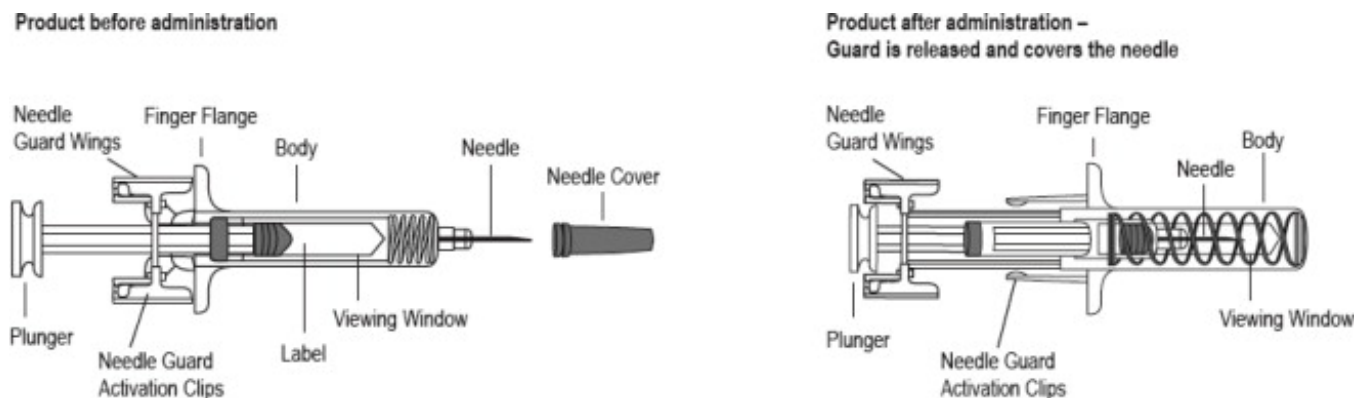 Product before administration
Needle
Guard Wings
Finger Flange
Body
Needle
Needle Cover
Plunger
Needle Guard
Activation Clips
Label
Viewing Window
Product after administration –
Guard is released and covers the needle
Needle
Guard Wings
Finger Flange
Body
Needle
Plunger
Needle Guard
Activation Clips
Viewing Window